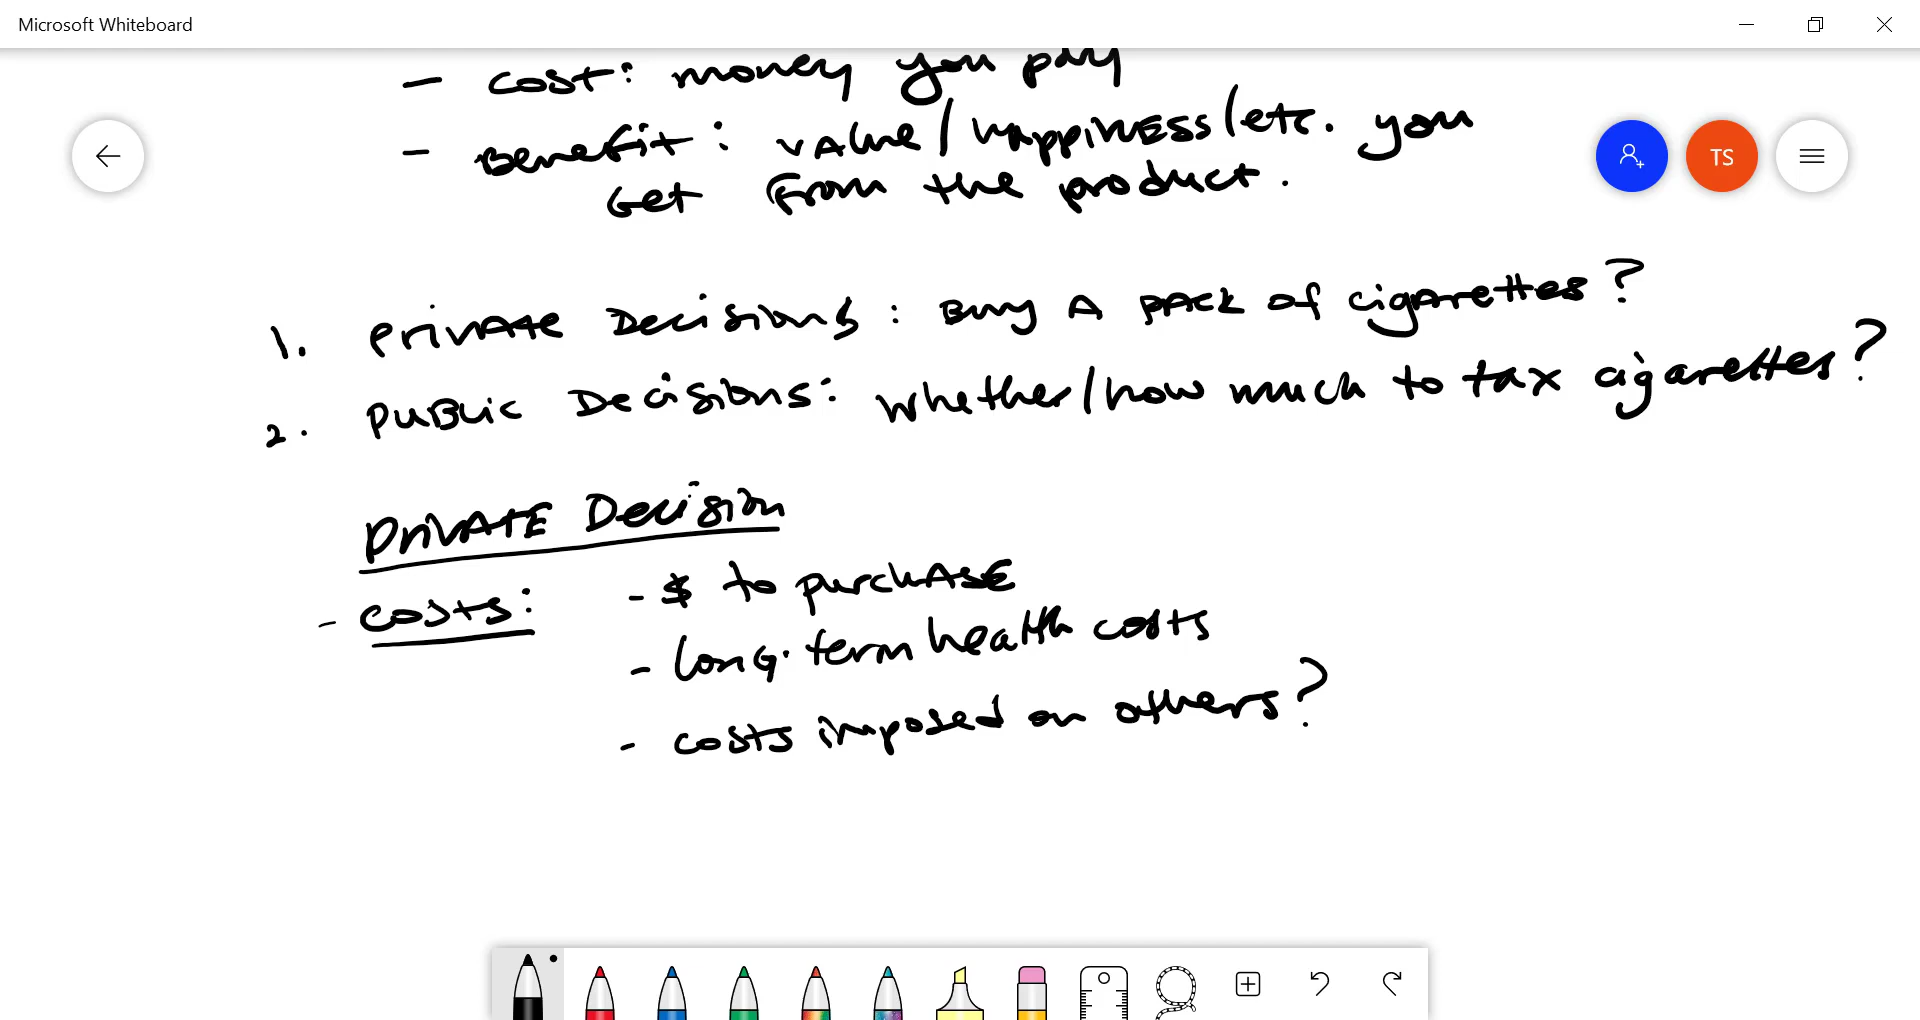 Microsoft Whiteboard
- cost: money you pay
- Benefit: value/happiness/etc. you
get from the product.
TS
1. private Decisions: Buy a pack of cigarettes?
2. public Decisions: whether/how much to tax cigarettes?
private Decision
- costs: - $ to purchase
- long-term health costs
- costs imposed on others?